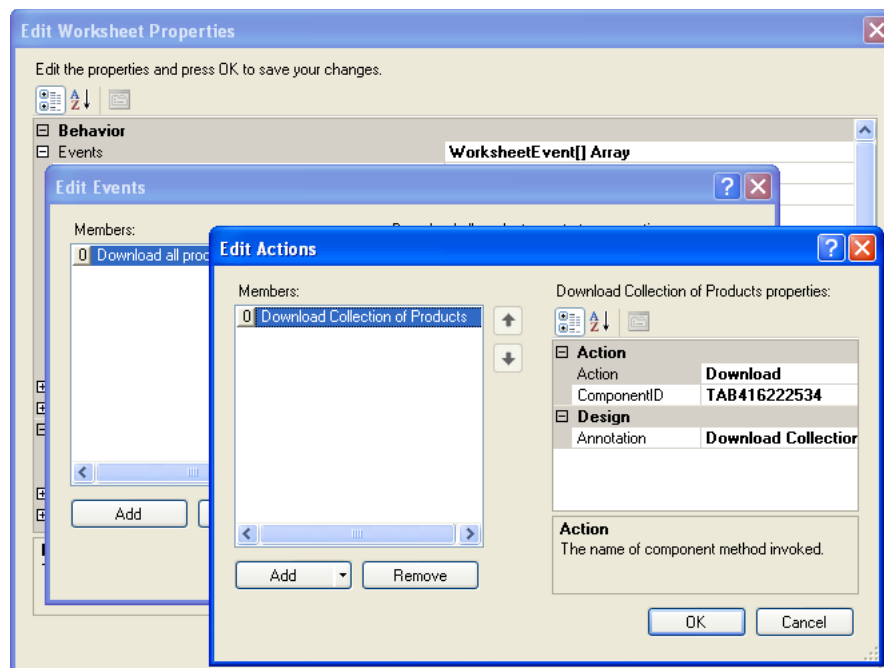 Edit Worksheet Properties
Edit the properties and press OK to save your changes.
Behavior
Events WorksheetEvent[] Array
Edit Events
Members:
0 Download all proc
Add
Edit Actions
Members:
0 Download Collection of Products
Add Remove
Download Collection of Products properties:
Action
Action Download
ComponentID TAB416222534
Design
Annotation Download Collection
Action
The name of component method invoked.
OK Cancel